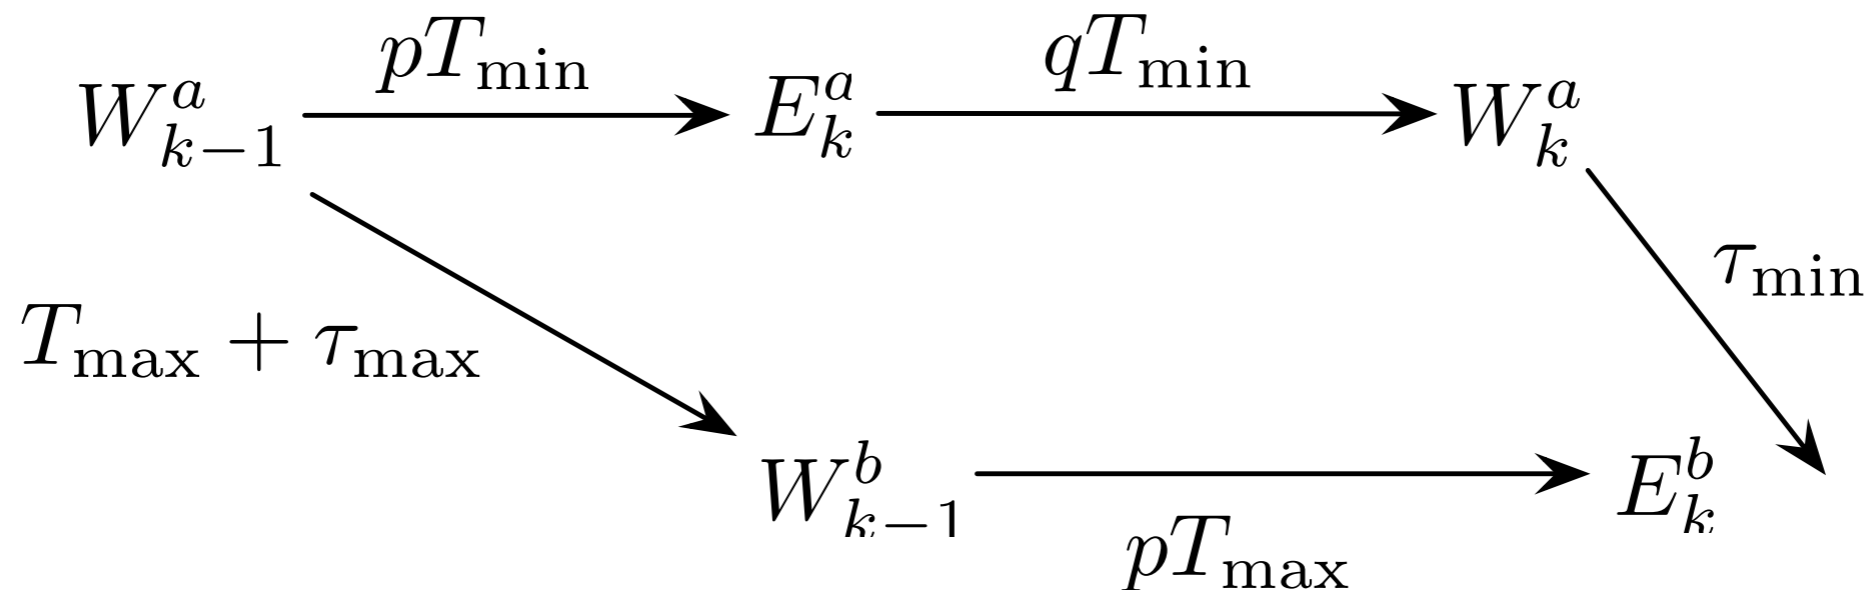 pT_min qT_min
W^a_{k-1} E^a_k W^a_k
τ_min
T_max + τ_max
W^b_{k-1} E^b_k
pT_max